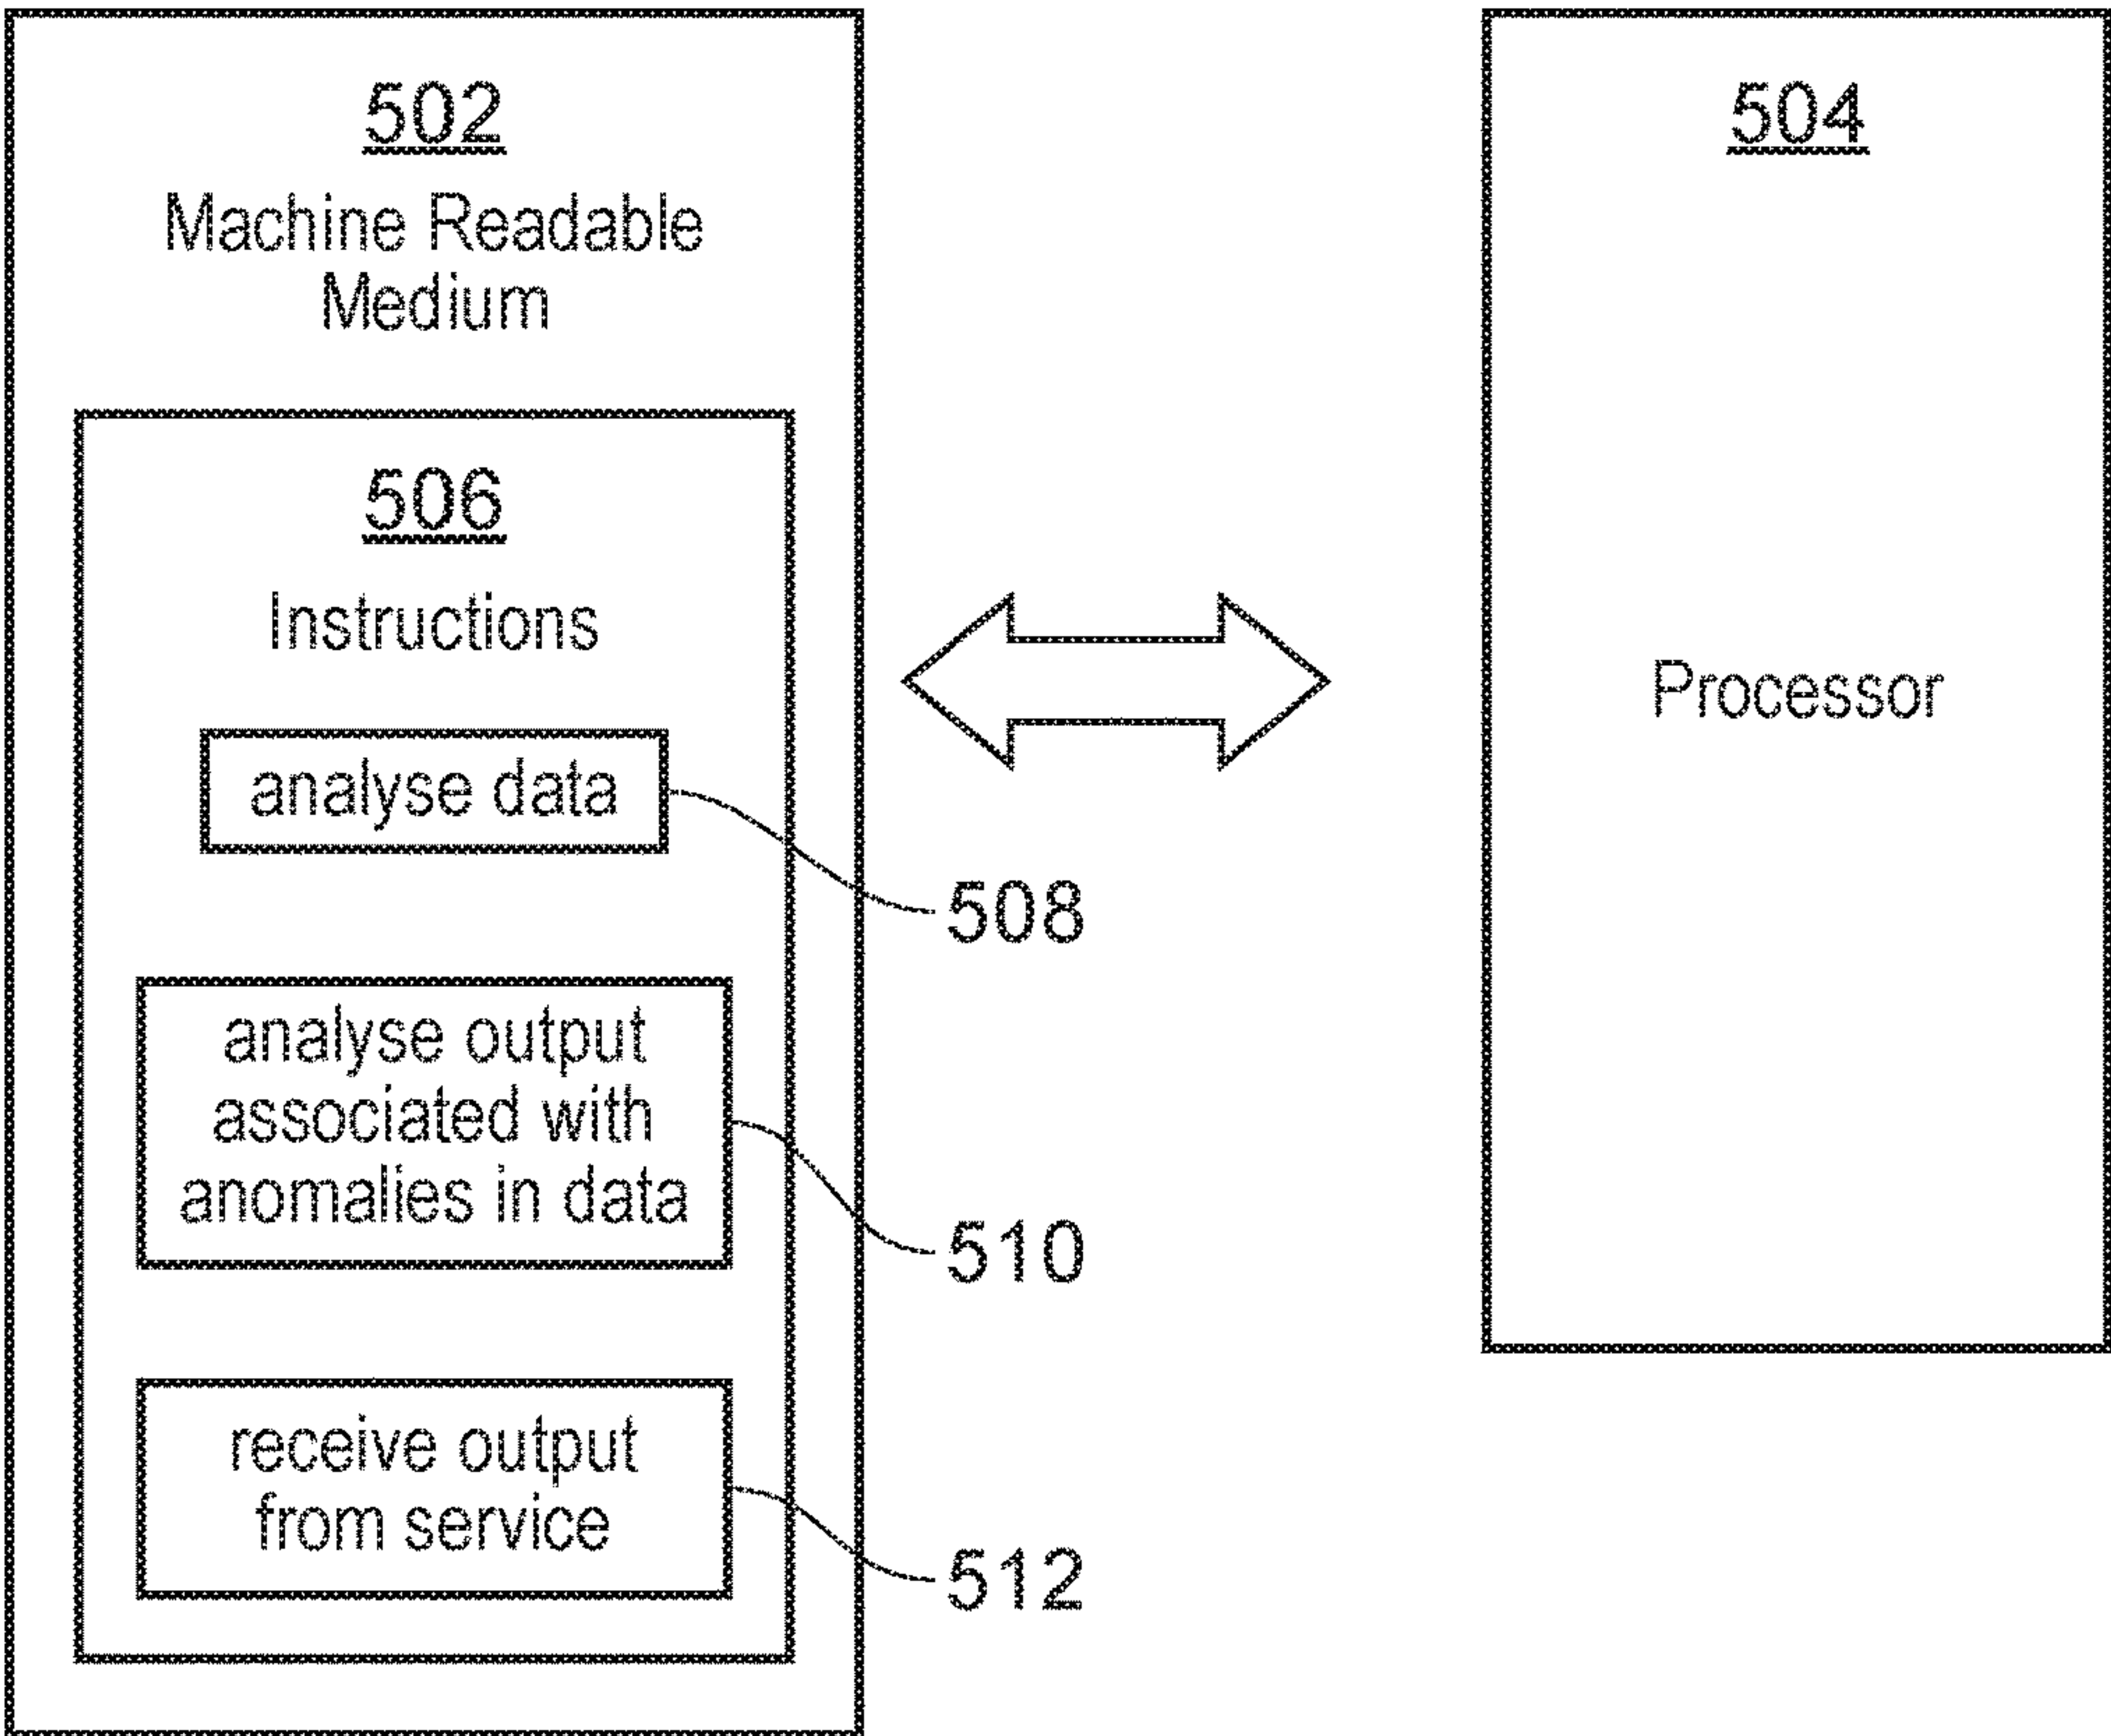 502
Machine Readable
Medium
506
Instructions
analyse data
508
analyse output
associated with
anomalies in data
510
receive output
from service
512
504
Processor